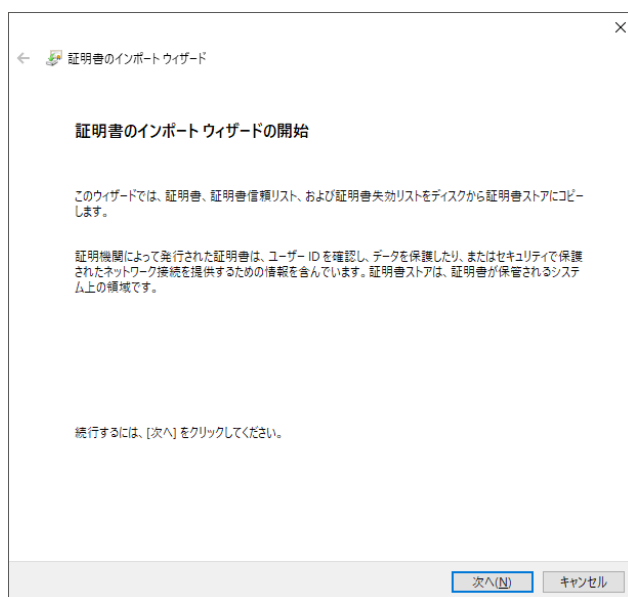 証明書のインポート ウィザード
証明書のインポート ウィザードの開始
このウィザードでは、証明書、証明書信頼リスト、および証明書失効リストをディスクから証明書ストアにコピー
します。
証明機関によって発行された証明書は、ユーザー ID を確認し、データを保護したり、またはセキュリティで保護
されたネットワーク接続を提供するための情報を含んでいます。証明書ストアは、証明書が保管されるシステ
ム上の領域です。
続行するには、[次へ] をクリックしてください。
次へ(N) キャンセル